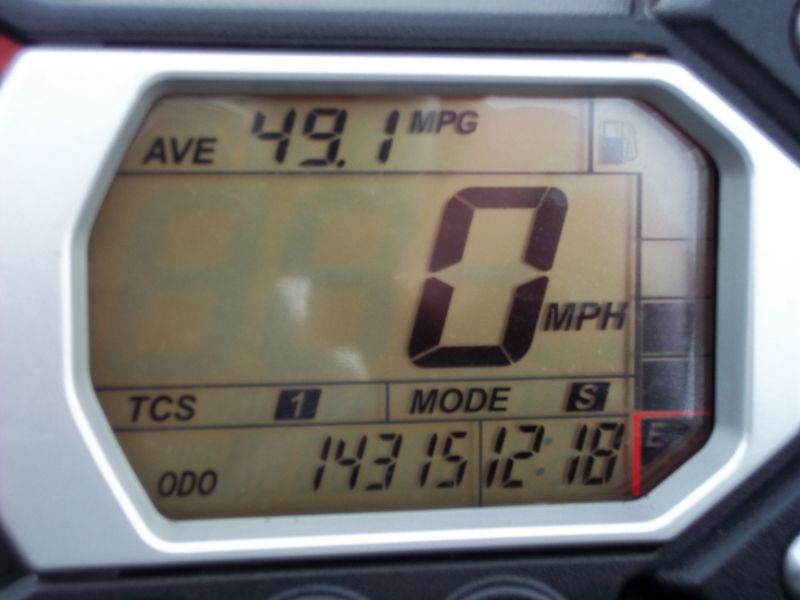 AVE 49.1 MPG
0 MPH
TCS 1 MODE S
E
ODO 14315 12:18